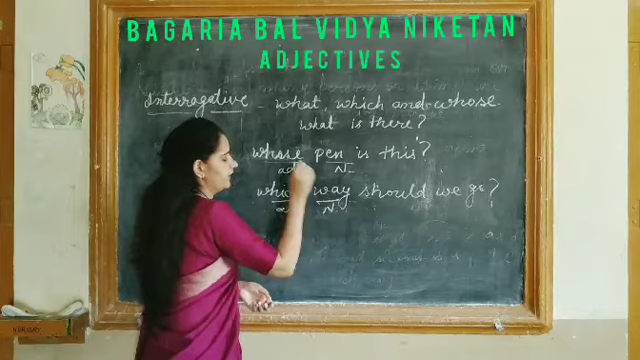 BAGARIA BAL VIDYA NIKETAN
ADJECTIVES
Interrogative - what, which and whose
what is there?
whose pen is this?
N
way should we go?
N